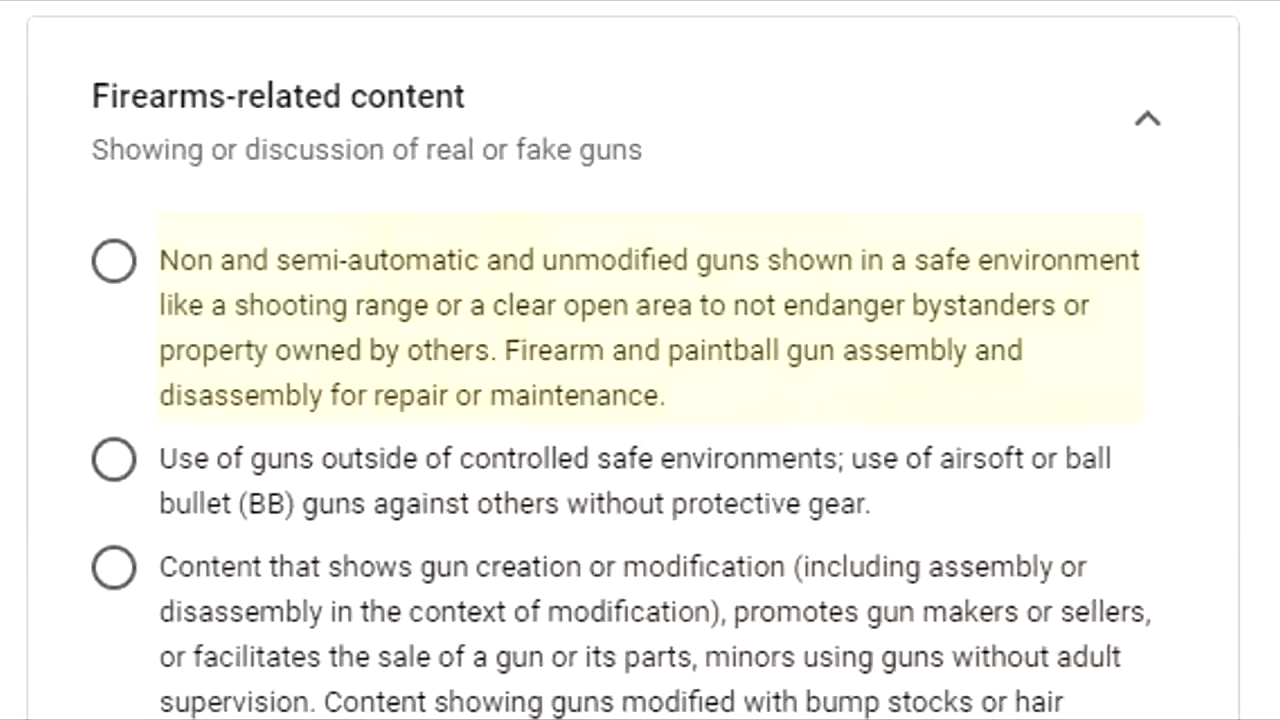 Firearms-related content
Showing or discussion of real or fake guns
Non and semi-automatic and unmodified guns shown in a safe environment
like a shooting range or a clear open area to not endanger bystanders or
property owned by others. Firearm and paintball gun assembly and
disassembly for repair or maintenance.
Use of guns outside of controlled safe environments; use of airsoft or ball
bullet (BB) guns against others without protective gear.
Content that shows gun creation or modification (including assembly or
disassembly in the context of modification), promotes gun makers or sellers,
or facilitates the sale of a gun or its parts, minors using guns without adult
supervision. Content showing guns modified with bump stocks or hair